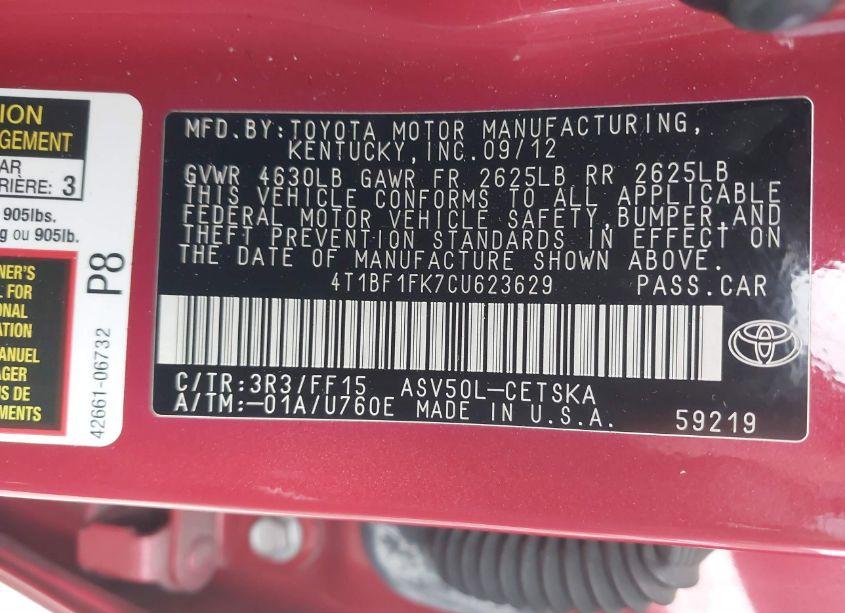 ION
AGEMENT
AR
RIÈRE: 3
905lbs.
g ou 905lb.
NER'S
L FOR
IONAL
ATION
MANUEL
AGER
US DE
EMENTS
P8
42661-06732
MFD.BY:TOYOTA MOTOR MANUFACTURING,
KENTUCKY,INC.09/12
GVWR 4630LB GAWR FR 2625LB RR 2625LB
THIS VEHICLE CONFORMS TO ALL APPLICABLE
FEDERAL MOTOR VEHICLE SAFETY,BUMPER,AND
THEFT PREVENTION STANDARDS IN EFFECT ON
THE DATE OF MANUFACTURE SHOWN ABOVE.
4T1BF1FK7CU623629 PASS.CAR
C/TR:3R3/FF15 ASV50L-CETSKA
A/TM:-01A/U760E MADE IN U.S.A.
59219